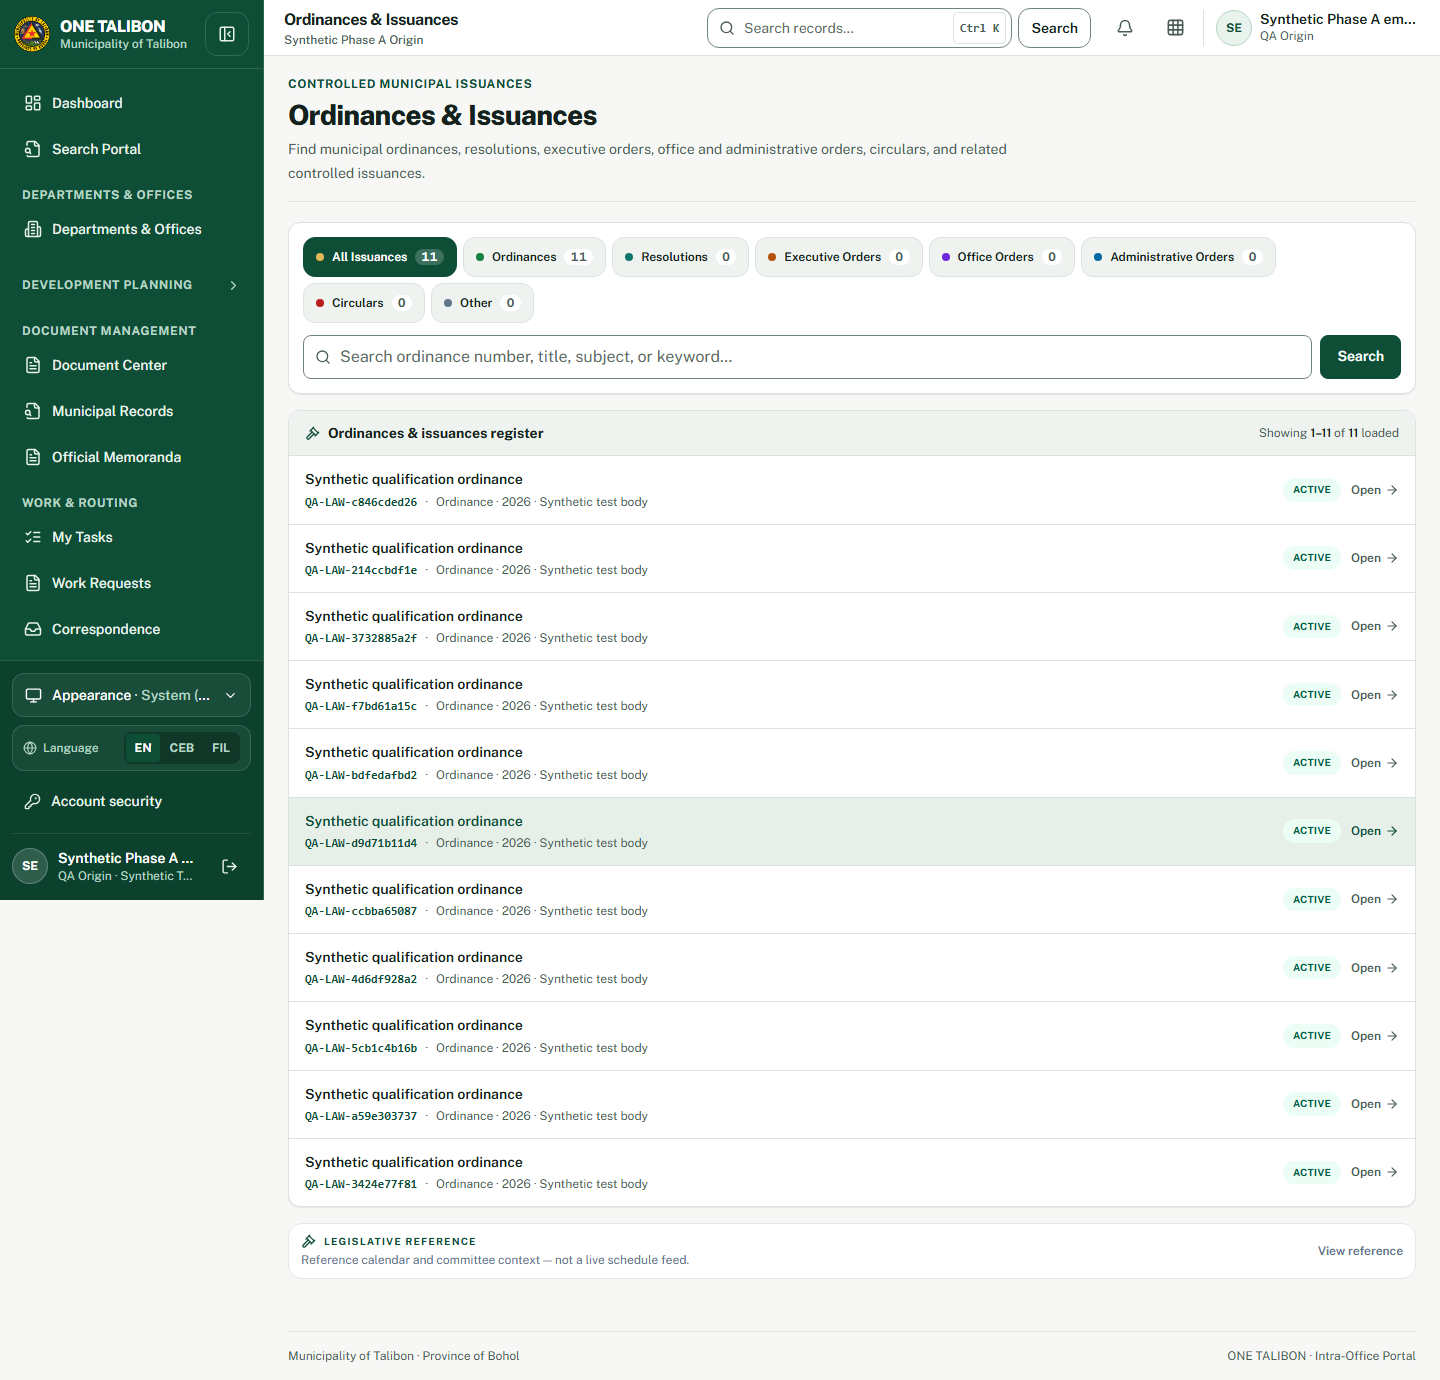 ONE TALIBON
Municipality of Talibon
Dashboard
Search Portal
DEPARTMENTS & OFFICES
Departments & Offices
DEVELOPMENT PLANNING
DOCUMENT MANAGEMENT
Document Center
Municipal Records
Official Memoranda
WORK & ROUTING
My Tasks
Work Requests
Correspondence
Appearance · System (...
Language EN CEB FIL
Account security
SE Synthetic Phase A ...
QA Origin · Synthetic T...
Ordinances & Issuances
Synthetic Phase A Origin
Search records... Ctrl K Search
SE Synthetic Phase A em...
QA Origin
CONTROLLED MUNICIPAL ISSUANCES
Ordinances & Issuances
Find municipal ordinances, resolutions, executive orders, office and administrative orders, circulars, and related
controlled issuances.
All Issuances 11 Ordinances 11 Resolutions 0 Executive Orders 0 Office Orders 0 Administrative Orders 0
Circulars 0 Other 0
Search ordinance number, title, subject, or keyword... Search
Ordinances & issuances register Showing 1–11 of 11 loaded
Synthetic qualification ordinance
QA-LAW-c846cded26 · Ordinance · 2026 · Synthetic test body ACTIVE Open
Synthetic qualification ordinance
QA-LAW-214ccbdf1e · Ordinance · 2026 · Synthetic test body ACTIVE Open
Synthetic qualification ordinance
QA-LAW-3732885a2f · Ordinance · 2026 · Synthetic test body ACTIVE Open
Synthetic qualification ordinance
QA-LAW-f7bd61a15c · Ordinance · 2026 · Synthetic test body ACTIVE Open
Synthetic qualification ordinance
QA-LAW-bdfedafbd2 · Ordinance · 2026 · Synthetic test body ACTIVE Open
Synthetic qualification ordinance
QA-LAW-d9d71b11d4 · Ordinance · 2026 · Synthetic test body ACTIVE Open
Synthetic qualification ordinance
QA-LAW-ccbba65087 · Ordinance · 2026 · Synthetic test body ACTIVE Open
Synthetic qualification ordinance
QA-LAW-4d6df928a2 · Ordinance · 2026 · Synthetic test body ACTIVE Open
Synthetic qualification ordinance
QA-LAW-5cb1c4b16b · Ordinance · 2026 · Synthetic test body ACTIVE Open
Synthetic qualification ordinance
QA-LAW-a59e303737 · Ordinance · 2026 · Synthetic test body ACTIVE Open
Synthetic qualification ordinance
QA-LAW-3424e77f81 · Ordinance · 2026 · Synthetic test body ACTIVE Open
LEGISLATIVE REFERENCE
Reference calendar and committee context — not a live schedule feed. View reference
Municipality of Talibon · Province of Bohol ONE TALIBON · Intra-Office Portal